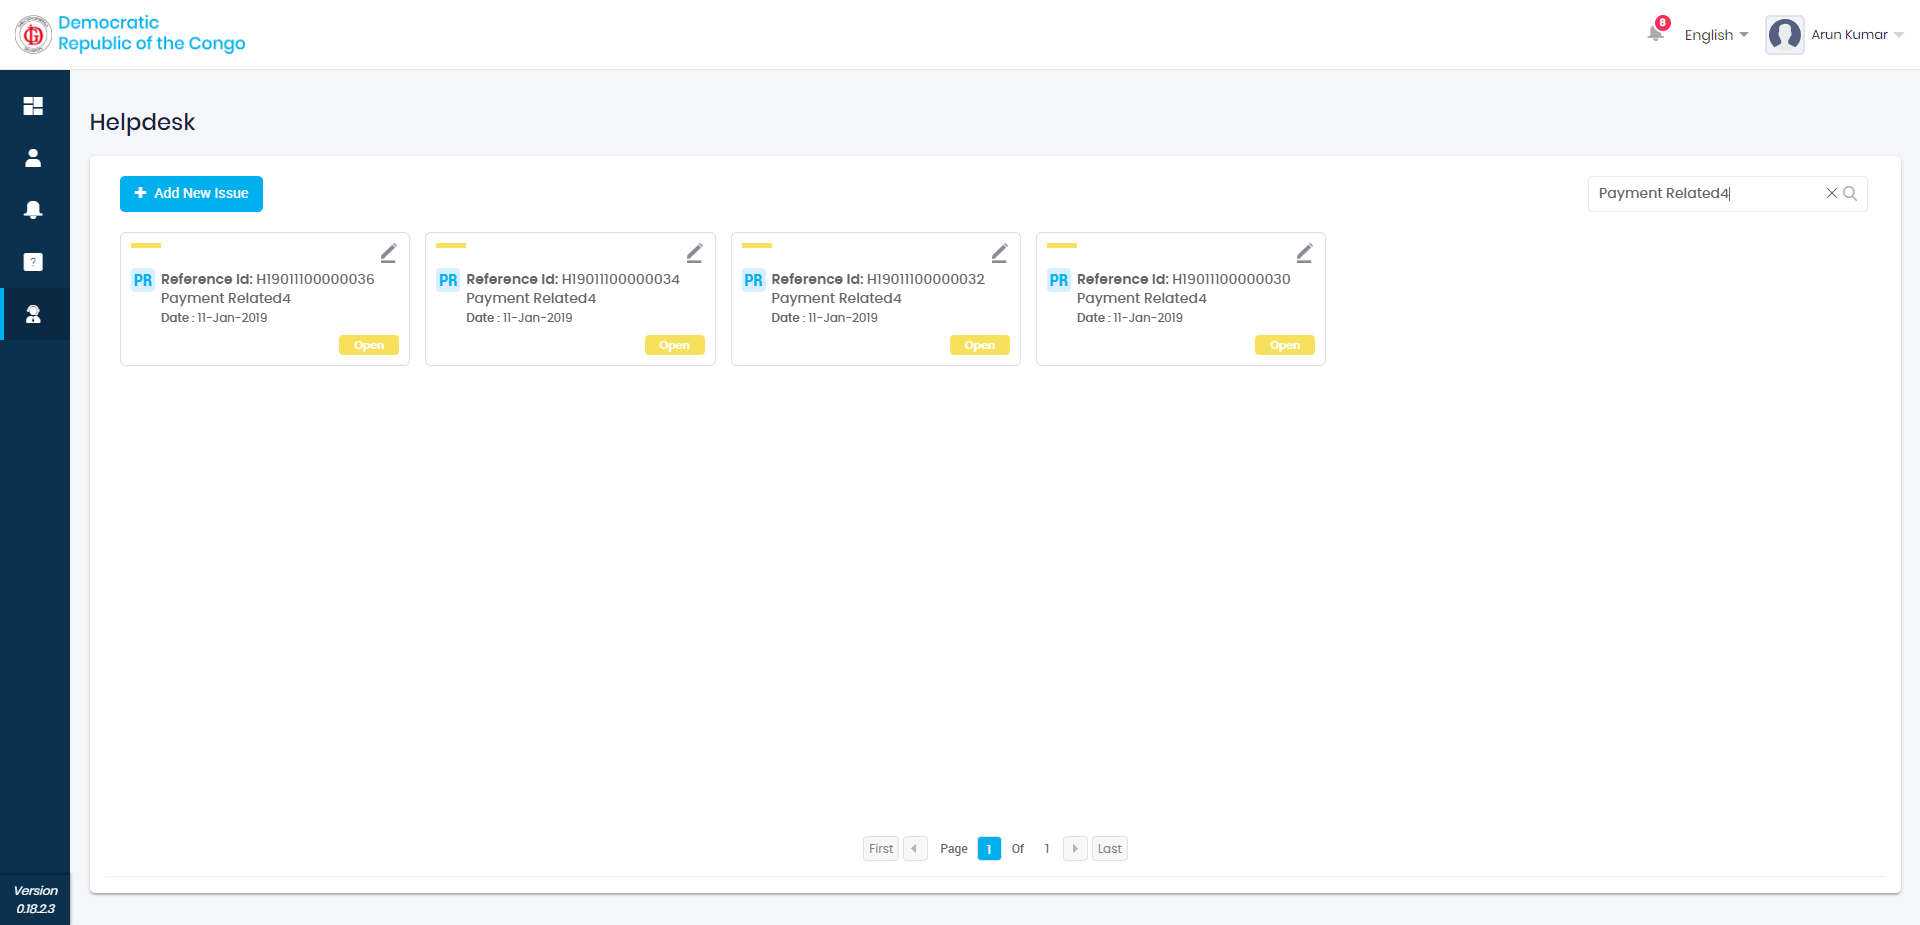 Democratic
Republic of the Congo
8
English
Arun Kumar
Helpdesk
Add New Issue
Payment Related4
PR
Reference Id: H19011100000036
Payment Related4
Date : 11-Jan-2019
Open
PR
Reference Id: H19011100000034
Payment Related4
Date : 11-Jan-2019
Open
PR
Reference Id: H19011100000032
Payment Related4
Date : 11-Jan-2019
Open
PR
Reference Id: H19011100000030
Payment Related4
Date : 11-Jan-2019
Open
First Page 1 Of 1 Last
Version
0.18.2.3